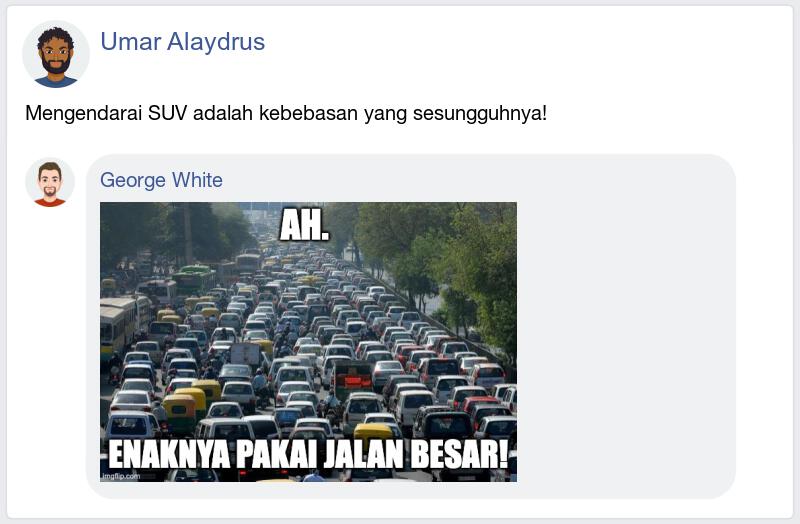 Umar Alaydrus
Mengendarai SUV adalah kebebasan yang sesungguhnya!
George White
AH.
ENAKNYA PAKAI JALAN BESAR!
imgflip.com